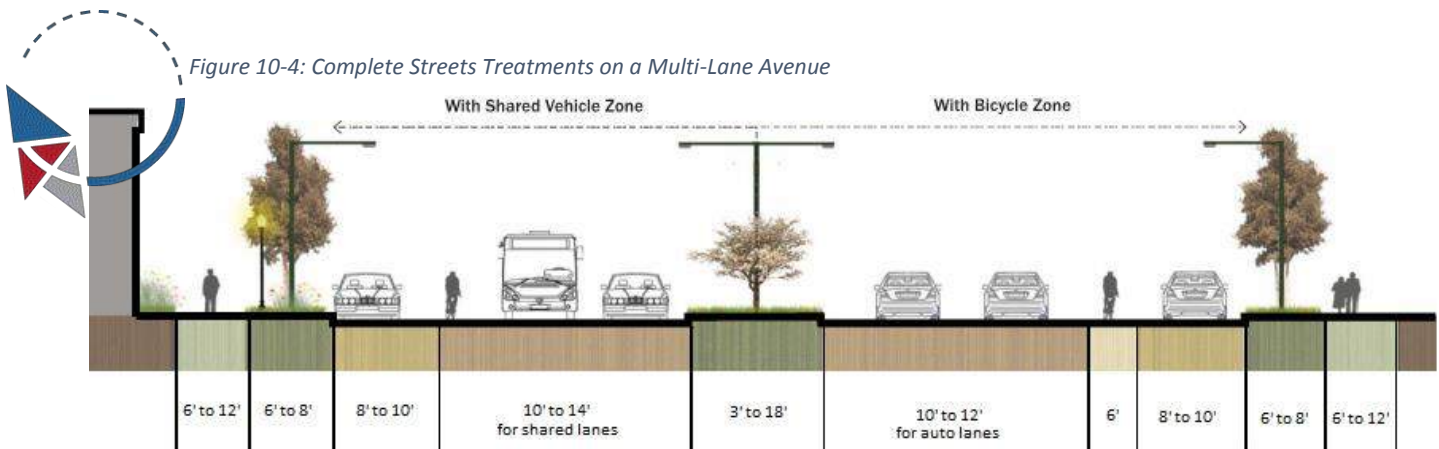 Figure 10-4: Complete Streets Treatments on a Multi-Lane Avenue
With Shared Vehicle Zone
With Bicycle Zone
6' to 12'
6' to 8'
8' to 10'
10' to 14'
for shared lanes
3' to 18'
10' to 12'
for auto lanes
6'
8' to 10'
6' to 8'
6' to 12'